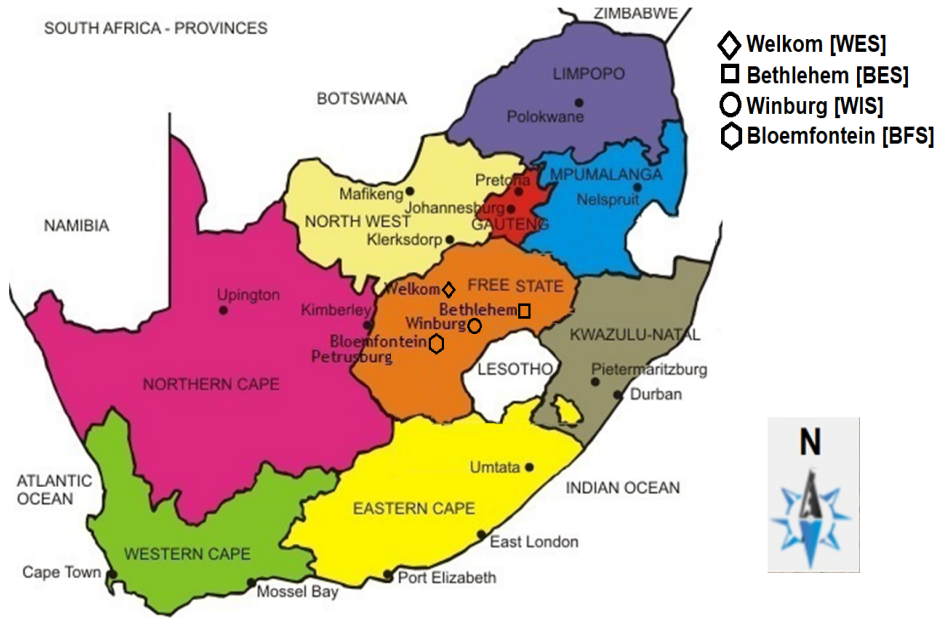 ZIMBABWE
SOUTH AFRICA - PROVINCES
Welkom [WES]
Bethlehem [BES]
Winburg [WIS]
Bloemfontein [BFS]
LIMPOPO
BOTSWANA
Polokwane
MPUMALANGA
Pretoria
Mafikeng
Nelspruit
Johannesburg
NORTH WEST
GAUTENG
NAMIBIA
Klerksdorp
FREE STATE
Welkom
Upington
Kimberley
Bethlehem
Winburg
KWAZULU-NATAL
Bloemfontein
Petrusburg
LESOTHO
Pietermaritzburg
NORTHERN CAPE
Durban
N
Umtata
ATLANTIC
OCEAN
INDIAN OCEAN
EASTERN CAPE
East London
WESTERN CAPE
Cape Town
Port Elizabeth
Mossel Bay